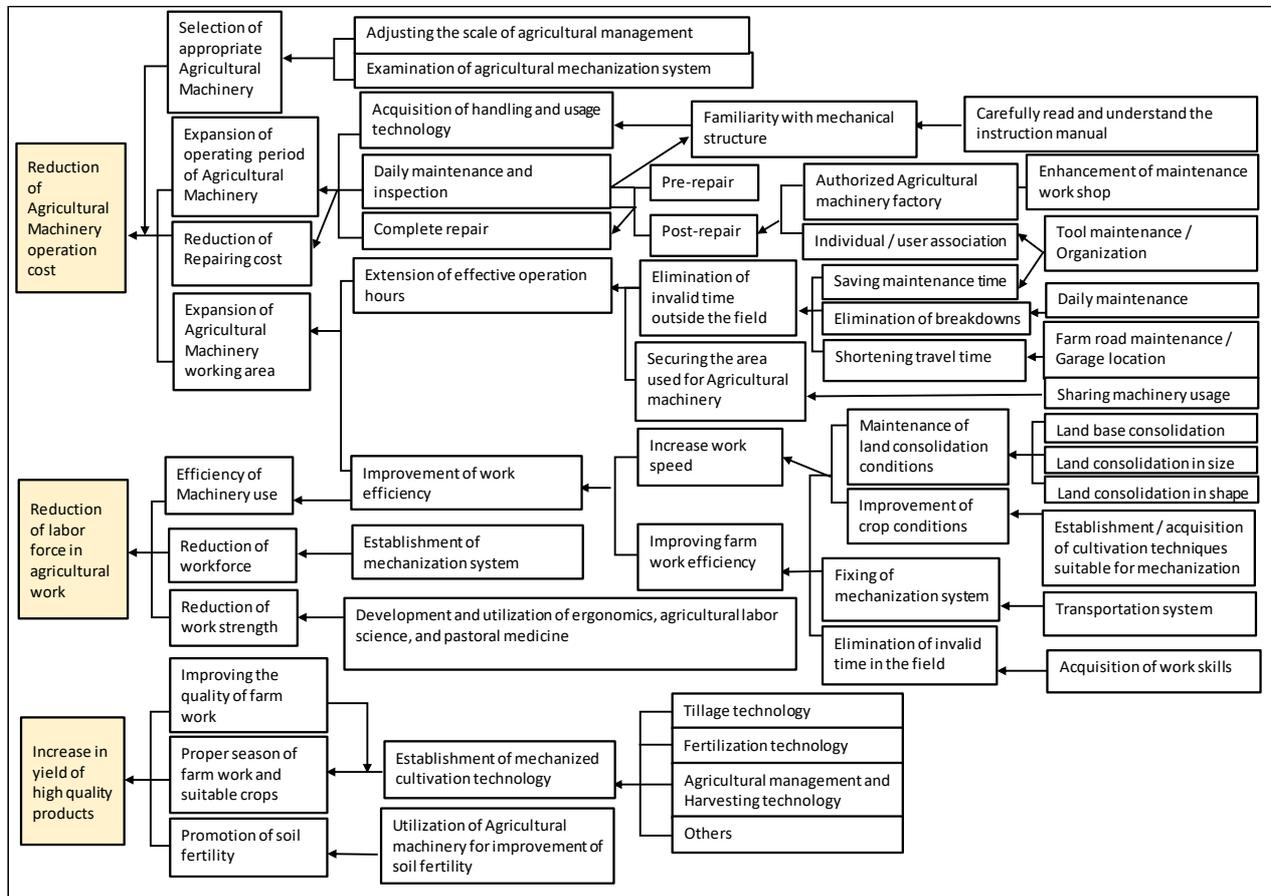 Reduction
of
Agricultural
Machinery
operation
cost
Selection of
appropriate
Agricultural
Machinery
Adjusting the scale of agricultural management
Examination of agricultural mechanization system
Expansion of
operating period
of Agricultural
Machinery
Reduction of
Repairing cost
Expansion of
Agricultural
Machinery
working area
Acquisition of handling and usage
technology
Daily maintenance and
inspection
Complete repair
Extension of effective operation
hours
Familiarity with mechanical
structure
Carefully read and understand the
instruction manual
Pre-repair
Post-repair
Authorized Agricultural
machinery factory
Individual / user association
Enhancement of maintenance
work shop
Tool maintenance /
Organization
Elimination of
invalid time
outside the field
Saving maintenance time
Elimination of breakdowns
Shortening travel time
Daily maintenance
Farm road maintenance /
Garage location
Securing the area
used for Agricultural
machinery
Sharing machinery usage
Reduction
of labor
force in
agricultural
work
Efficiency of
Machinery use
Reduction of
workforce
Reduction of
work strength
Improvement of work
efficiency
Establishment of
mechanization system
Development and utilization of ergonomics, agricultural labor
science, and pastoral medicine
Increase work
speed
Improving farm
work efficiency
Maintenance of
land consolidation
conditions
Improvement of
crop conditions
Fixing of
mechanization system
Elimination of invalid
time in the field
Land base consolidation
Land consolidation in size
Land consolidation in shape
Establishment / acquisition
of cultivation techniques
suitable for mechanization
Transportation system
Acquisition of work skills
Increase in
yield of
high quality
products
Improving the
quality of farm
work
Proper season of
farm work and
suitable crops
Promotion of soil
fertility
Establishment of mechanized
cultivation technology
Utilization of Agricultural
machinery for improvement of
soil fertility
Tillage technology
Fertilization technology
Agricultural management and
Harvesting technology
Others